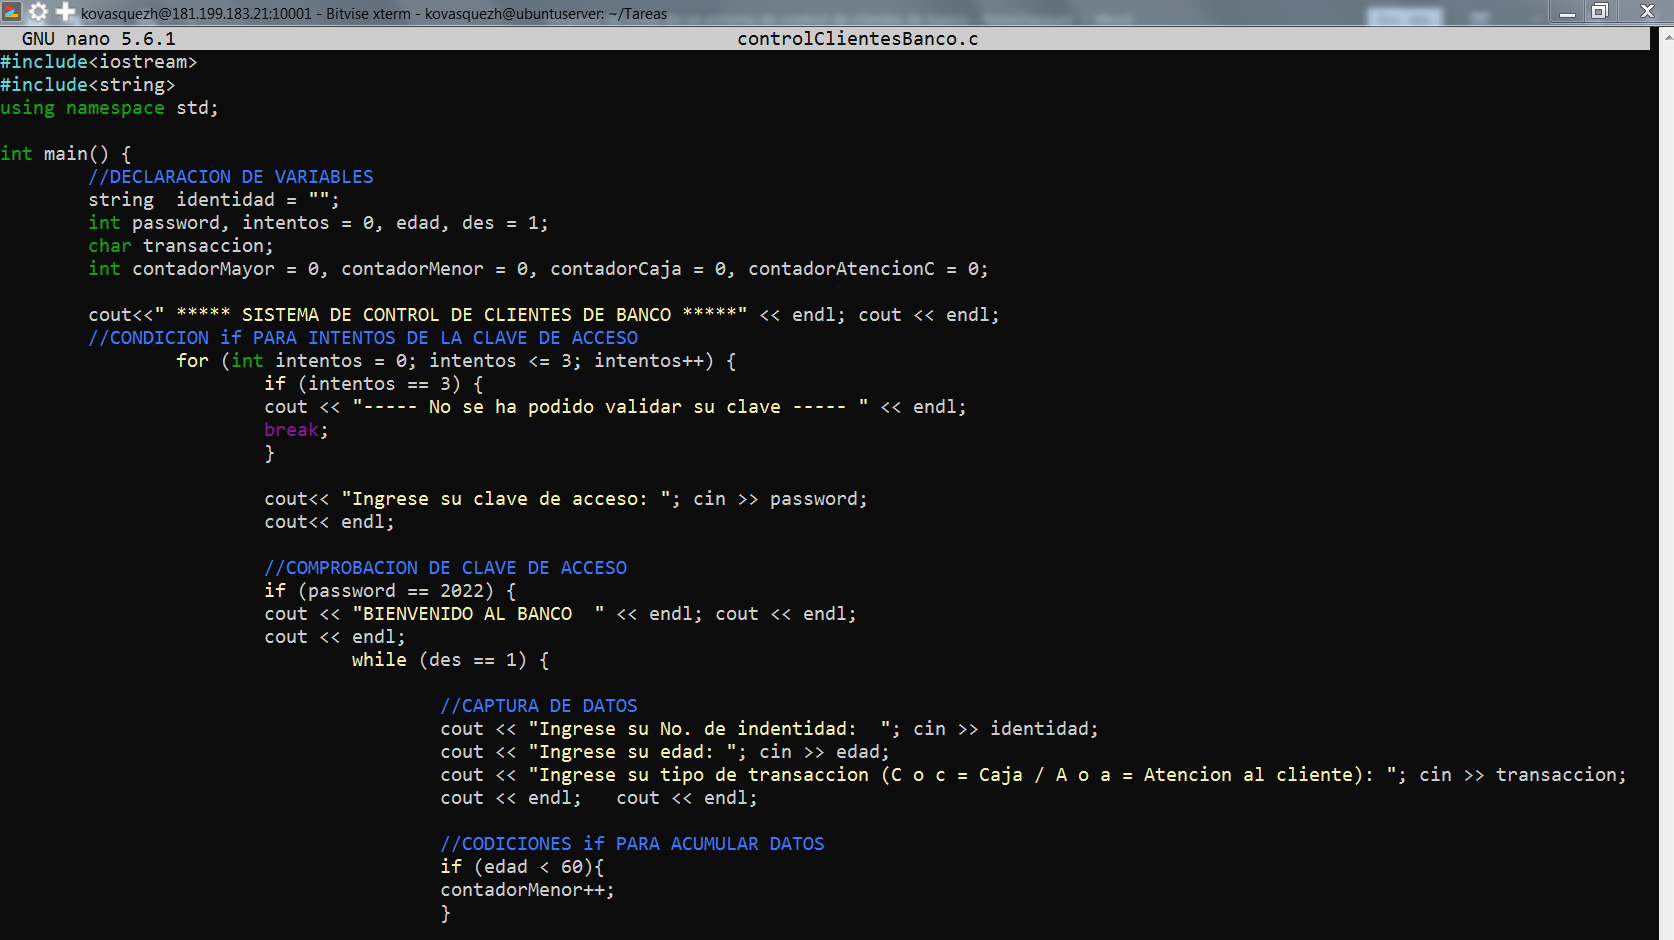 kovasquezh@181.199.183.21:10001 - Bitvise xterm - kovasquezh@ubuntuserver: ~/Tareas
GNU nano 5.6.1 controlClientesBanco.c
#include<iostream>
#include<string>
using namespace std;
int main() {
//DECLARACION DE VARIABLES
string  identidad = "";
int password, intentos = 0, edad, des = 1;
char transaccion;
int contadorMayor = 0, contadorMenor = 0, contadorCaja = 0, contadorAtencionC = 0;
cout<<" ***** SISTEMA DE CONTROL DE CLIENTES DE BANCO *****" << endl; cout << endl;
//CONDICION if PARA INTENTOS DE LA CLAVE DE ACCESO
for (int intentos = 0; intentos <= 3; intentos++) {
if (intentos == 3) {
cout << "----- No se ha podido validar su clave ----- " << endl;
break;
}
cout<< "Ingrese su clave de acceso: "; cin >> password;
cout<< endl;
//COMPROBACION DE CLAVE DE ACCESO
if (password == 2022) {
cout << "BIENVENIDO AL BANCO  " << endl; cout << endl;
cout << endl;
while (des == 1) {
//CAPTURA DE DATOS
cout << "Ingrese su No. de indentidad:  "; cin >> identidad;
cout << "Ingrese su edad: "; cin >> edad;
cout << "Ingrese su tipo de transaccion (C o c = Caja / A o a = Atencion al cliente): "; cin >> transaccion;
cout << endl;   cout << endl;
//CODICIONES if PARA ACUMULAR DATOS
if (edad < 60){
contadorMenor++;
}